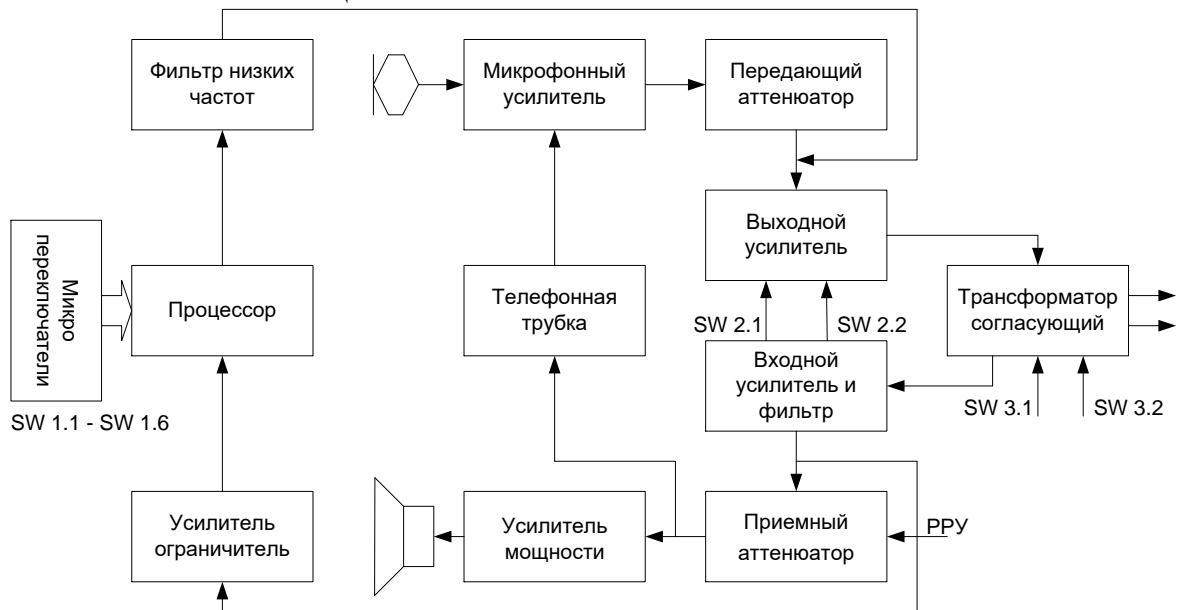 Фильтр низких
частот
Микрофонный
усилитель
Передающий
аттенюатор
Микро
переключатели
Процессор
Телефонная
трубка
Выходной
усилитель
Трансформатор
согласующий
SW 2.1
SW 2.2
Входной
усилитель и
фильтр
SW 1.1 - SW 1.6
SW 3.1
SW 3.2
Усилитель
ограничитель
Усилитель
мощности
Приемный
аттенюатор
РРУ